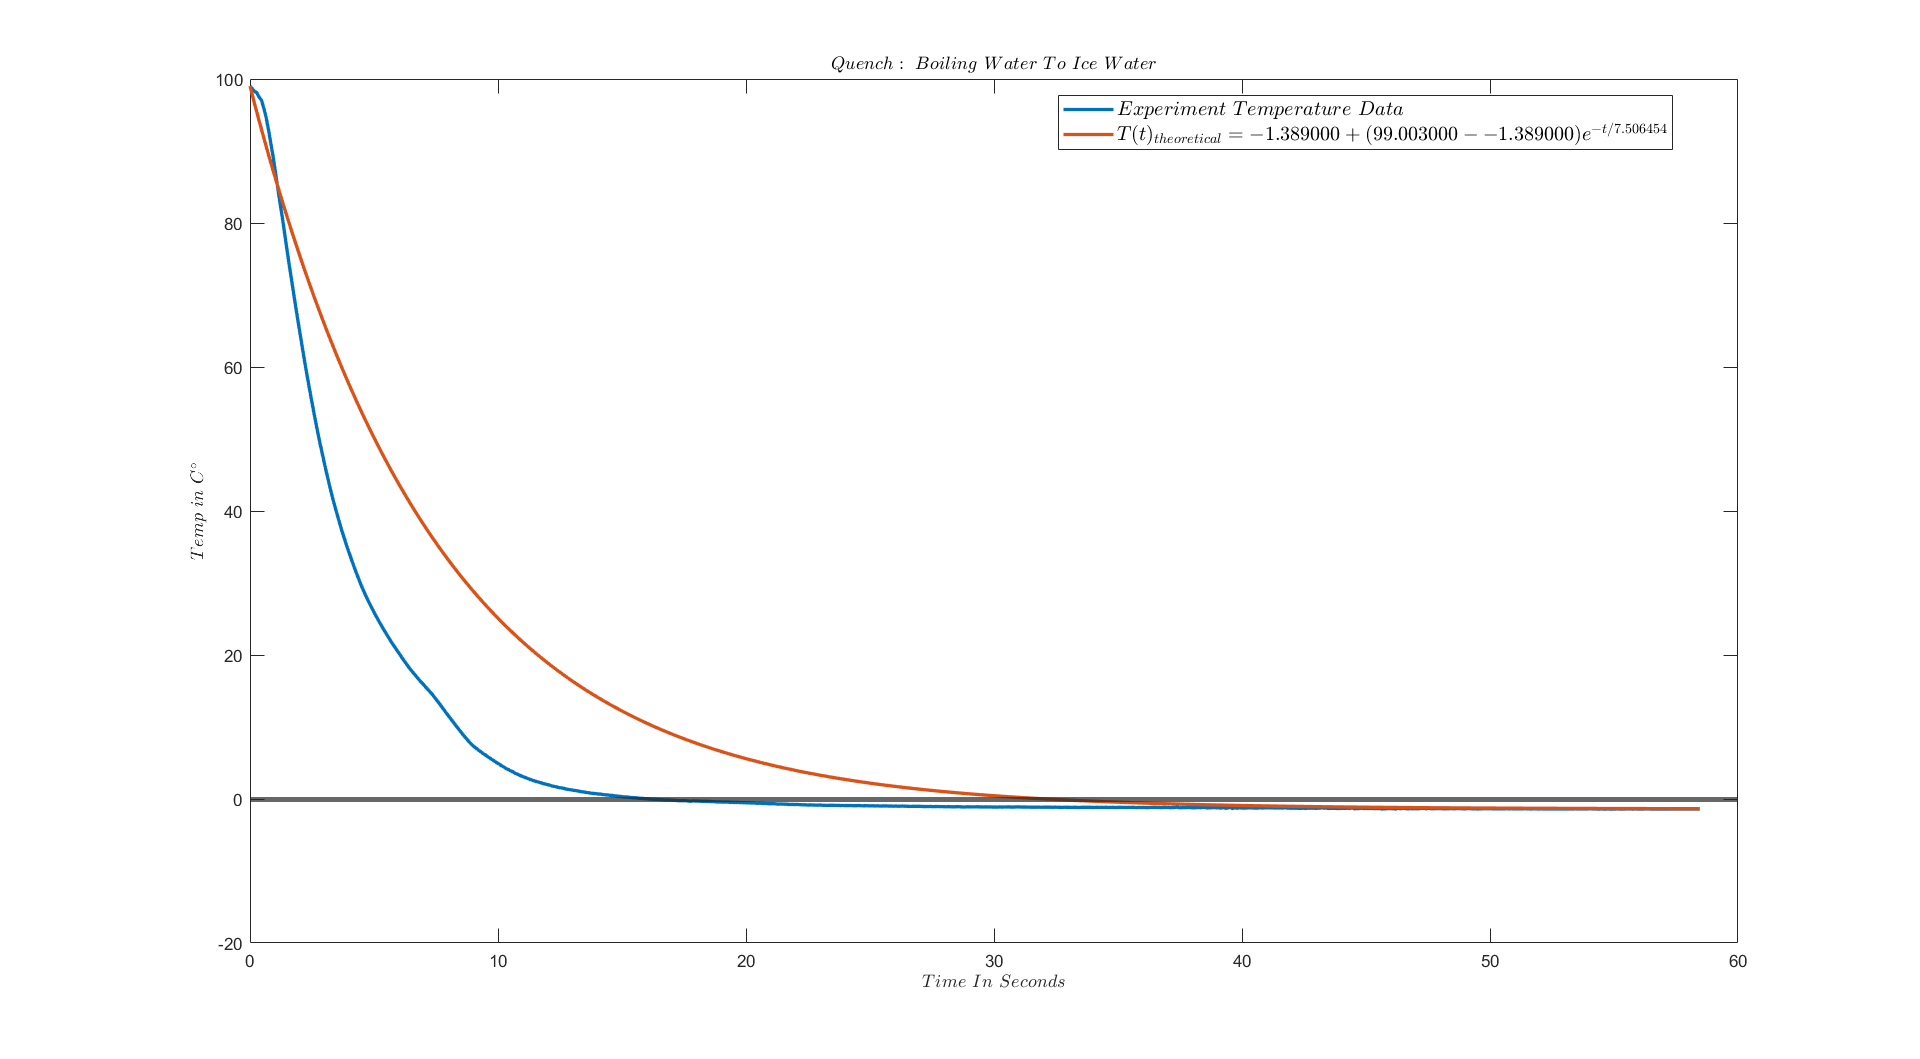 Quench : Boiling Water To Ice Water
Experiment Temperature Data
T(t)theoretical = −1.389000 + (99.003000 − −1.389000)e^−t/7.506454
100
80
60
40
20
0
-20
Temp in C°
0 10 20 30 40 50 60
Time In Seconds